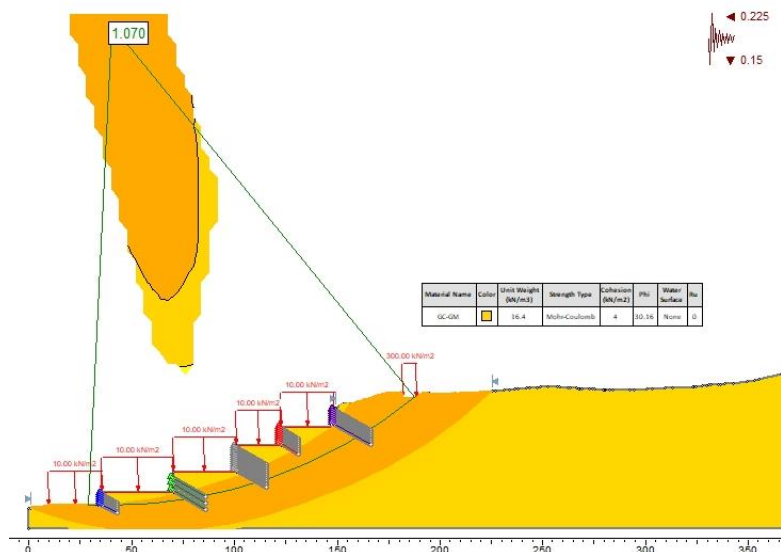 1.070
0.225
0.15
Material Name Color Unit Weight (kN/m3) Strength Type Cohesion (kN/m2) Phi Water Surface Ru
GC-GM 16.4 Mohr-Coulomb 4 30.16 None 0
300.00 kN/m2
10.00 kN/m2
10.00 kN/m2
10.00 kN/m2
10.00 kN/m2
10.00 kN/m2
0 50 100 150 200 250 300 350